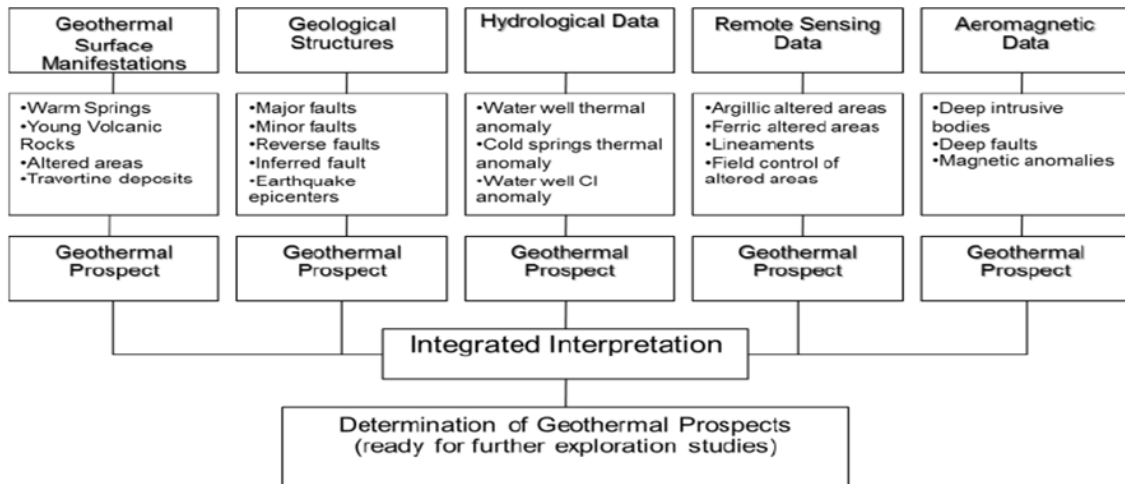 Geothermal
Surface
Manifestations
Geological
Structures
Hydrological Data
Remote Sensing
Data
Aeromagnetic
Data
•Warm Springs
•Young Volcanic
Rocks
•Altered areas
•Travertine deposits
•Major faults
•Minor faults
•Reverse faults
•Inferred fault
•Earthquake
epicenters
•Water well thermal
anomaly
•Cold springs thermal
anomaly
•Water well Cl
anomaly
•Argillic altered areas
•Ferric altered areas
•Lineaments
•Field control of
altered areas
•Deep intrusive
bodies
•Deep faults
•Magnetic anomalies
Geothermal
Prospect
Geothermal
Prospect
Geothermal
Prospect
Geothermal
Prospect
Geothermal
Prospect
Integrated Interpretation
Determination of Geothermal Prospects
(ready for further exploration studies)